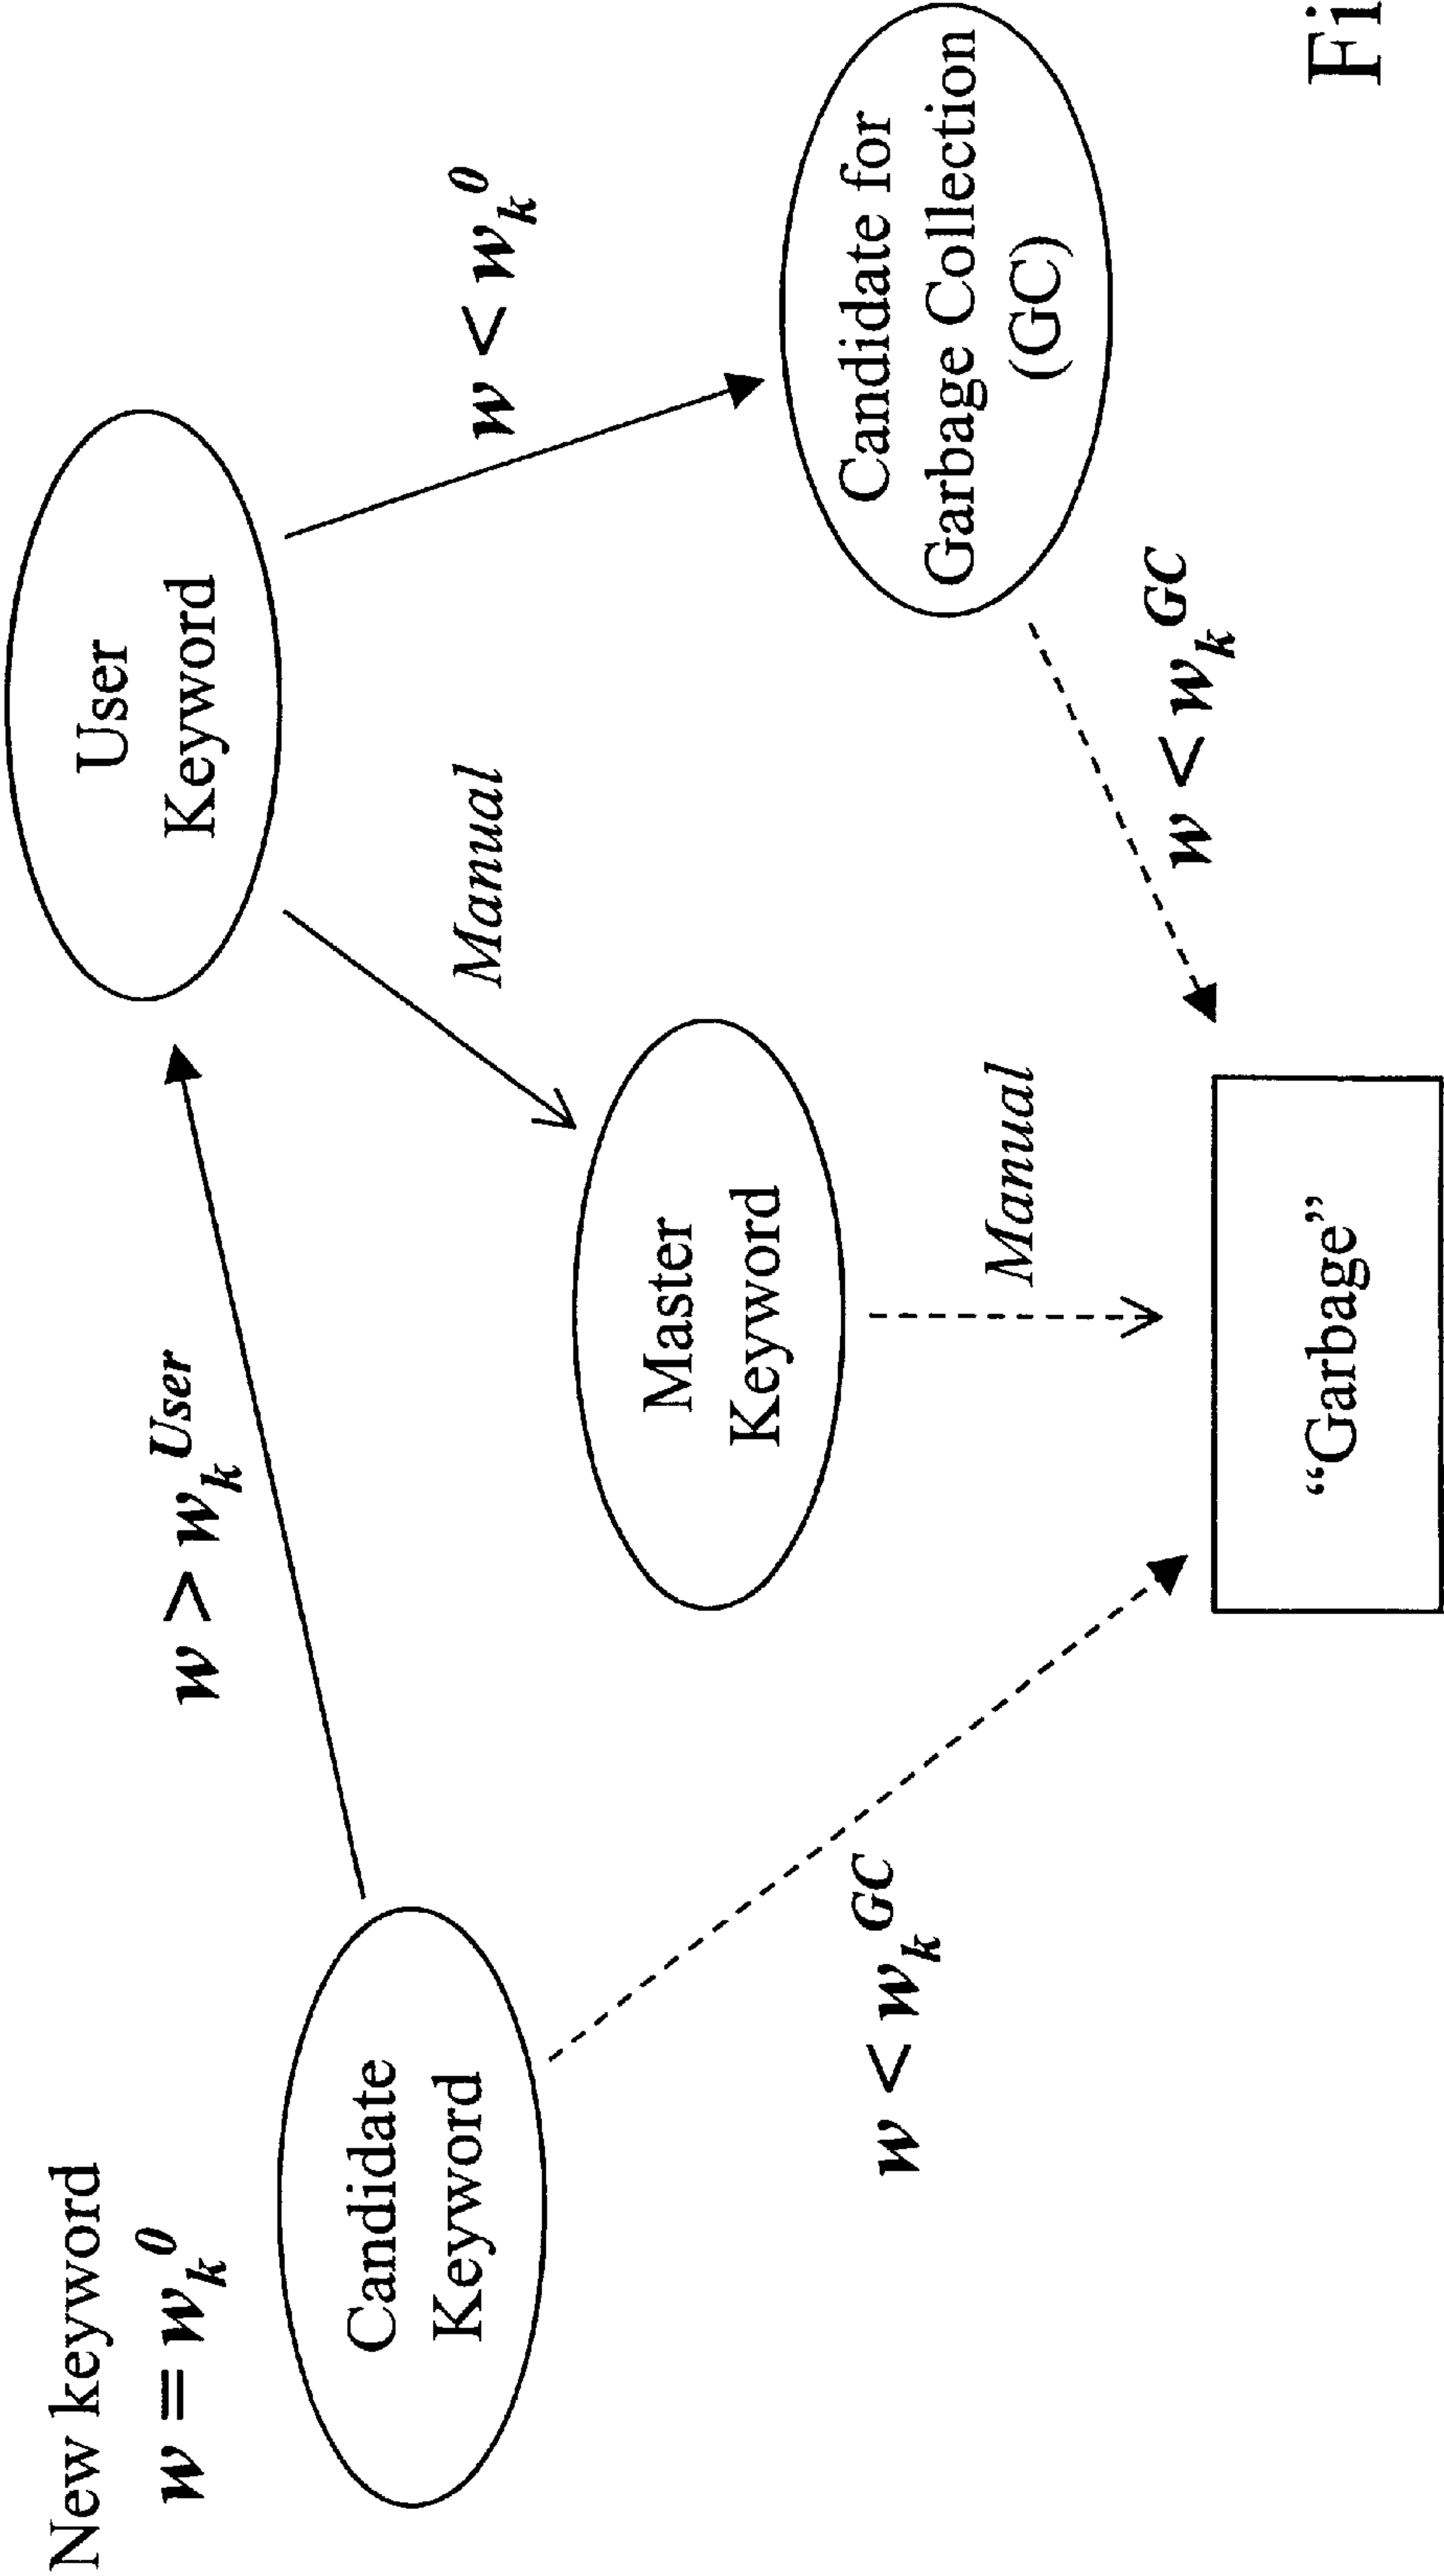 New keyword
w = w_k^0
Candidate
Keyword
w > w_k^User
w < w_k^GC
User
Keyword
Manual
w < w_k^0
Master
Keyword
Manual
Candidate for
Garbage Collection
(GC)
w < w_k^GC
“Garbage”
Fi